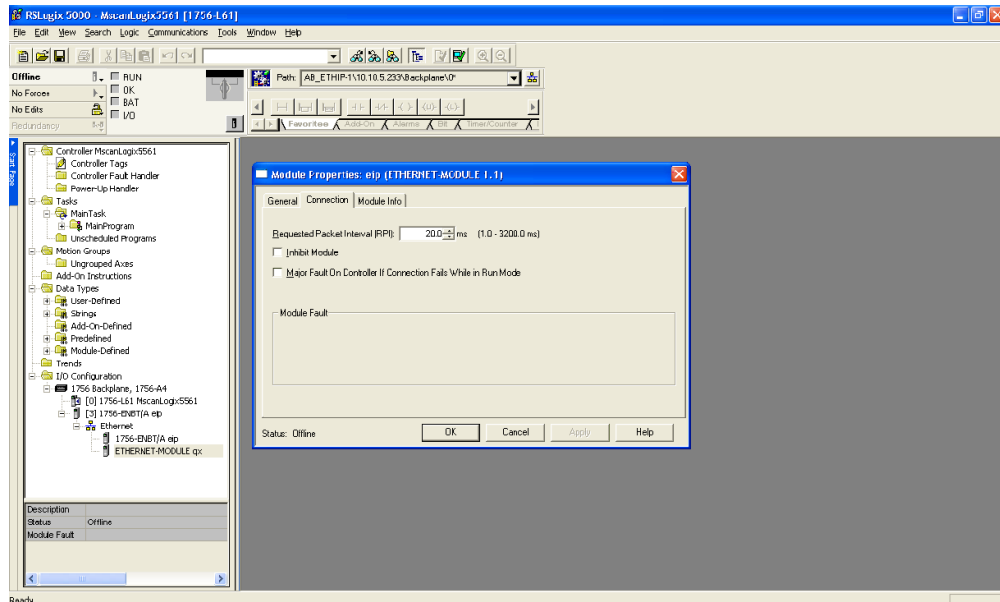 RSLogix 5000 - MscanLogix5561 [1756-L61]
File Edit View Search Logic Communications Tools Window Help
Offline
RUN
No Forces
OK
No Edits
BAT
Redundancy
I/O
Path: AB_ETHIP-1\10.10.5.233\Backplane\0*
Favorites Add-On Alarms Bit Timer/Counter
Start Page
Controller MscanLogix5561
Controller Tags
Controller Fault Handler
Power-Up Handler
Tasks
MainTask
MainProgram
Unscheduled Programs
Motion Groups
Ungrouped Axes
Add-On Instructions
Data Types
User-Defined
Strings
Add-On-Defined
Predefined
Module-Defined
Trends
I/O Configuration
1756 Backplane, 1756-A4
[0] 1756-L61 MscanLogix5561
[3] 1756-ENBT/A eip
Ethernet
1756-ENBT/A eip
ETHERNET-MODULE qx
Description
Status Offline
Module Fault
Module Properties: eip (ETHERNET-MODULE 1.1)
General Connection Module Info
Requested Packet Interval (RPI): 20.0 ms (1.0 - 3200.0 ms)
Inhibit Module
Major Fault On Controller If Connection Fails While in Run Mode
Module Fault
Status: Offline
OK Cancel Apply Help
Ready